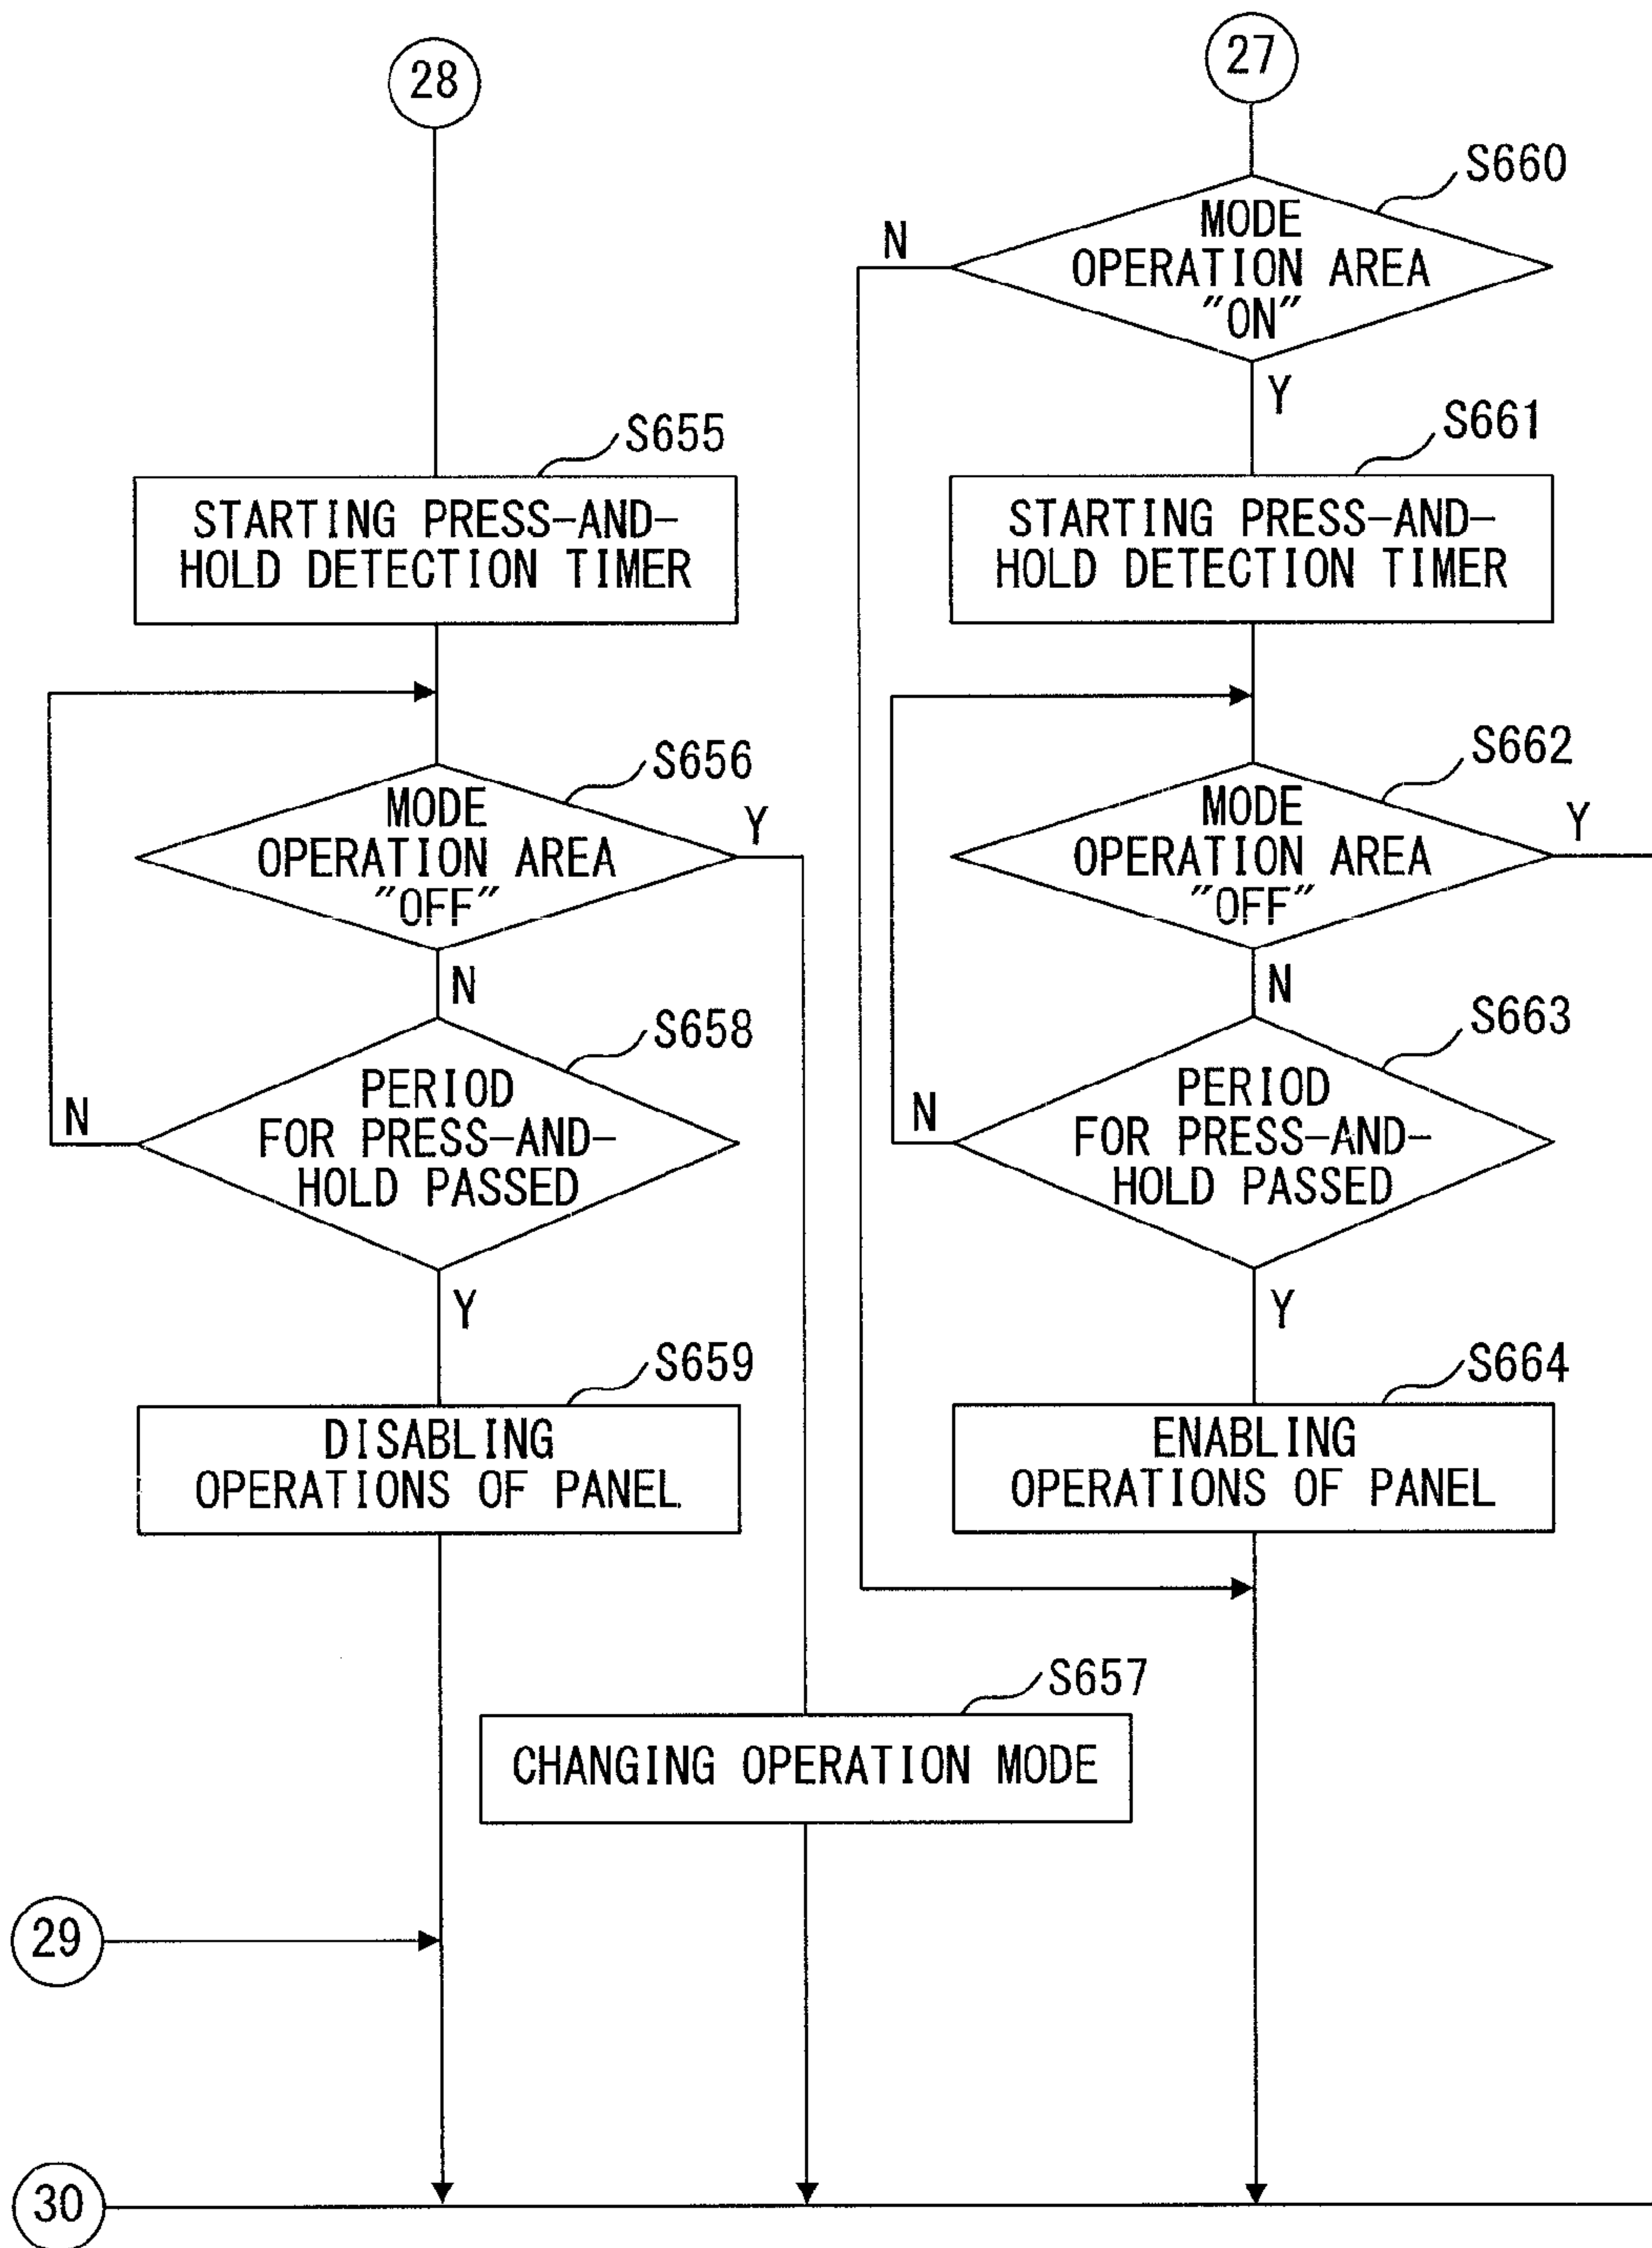 28
S655
STARTING PRESS-AND-
HOLD DETECTION TIMER
S656
MODE
OPERATION AREA
"OFF"
Y
N
S658
PERIOD
FOR PRESS-AND-
HOLD PASSED
N
Y
S659
DISABLING
OPERATIONS OF PANEL
S657
CHANGING OPERATION MODE
27
S660
MODE
OPERATION AREA
"ON"
N
Y
S661
STARTING PRESS-AND-
HOLD DETECTION TIMER
S662
MODE
OPERATION AREA
"OFF"
Y
N
S663
PERIOD
FOR PRESS-AND-
HOLD PASSED
N
Y
S664
ENABLING
OPERATIONS OF PANEL
29
30